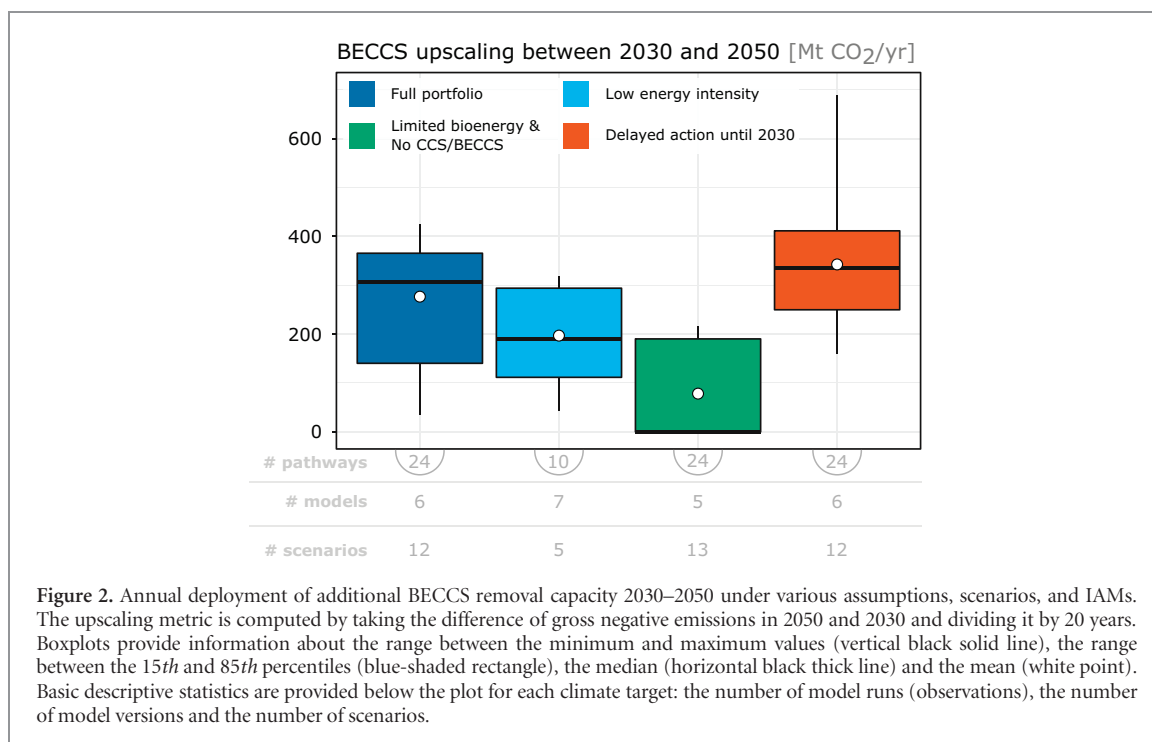 BECCS upscaling between 2030 and 2050 [Mt CO2/yr]
Full portfolio
Low energy intensity
Limited bioenergy &
No CCS/BECCS
Delayed action until 2030
600
400
200
0
# pathways 24 10 24 24
# models 6 7 5 6
# scenarios 12 5 13 12
Figure 2. Annual deployment of additional BECCS removal capacity 2030–2050 under various assumptions, scenarios, and IAMs.
The upscaling metric is computed by taking the difference of gross negative emissions in 2050 and 2030 and dividing it by 20 years.
Boxplots provide information about the range between the minimum and maximum values (vertical black solid line), the range
between the 15th and 85th percentiles (blue-shaded rectangle), the median (horizontal black thick line) and the mean (white point).
Basic descriptive statistics are provided below the plot for each climate target: the number of model runs (observations), the number
of model versions and the number of scenarios.